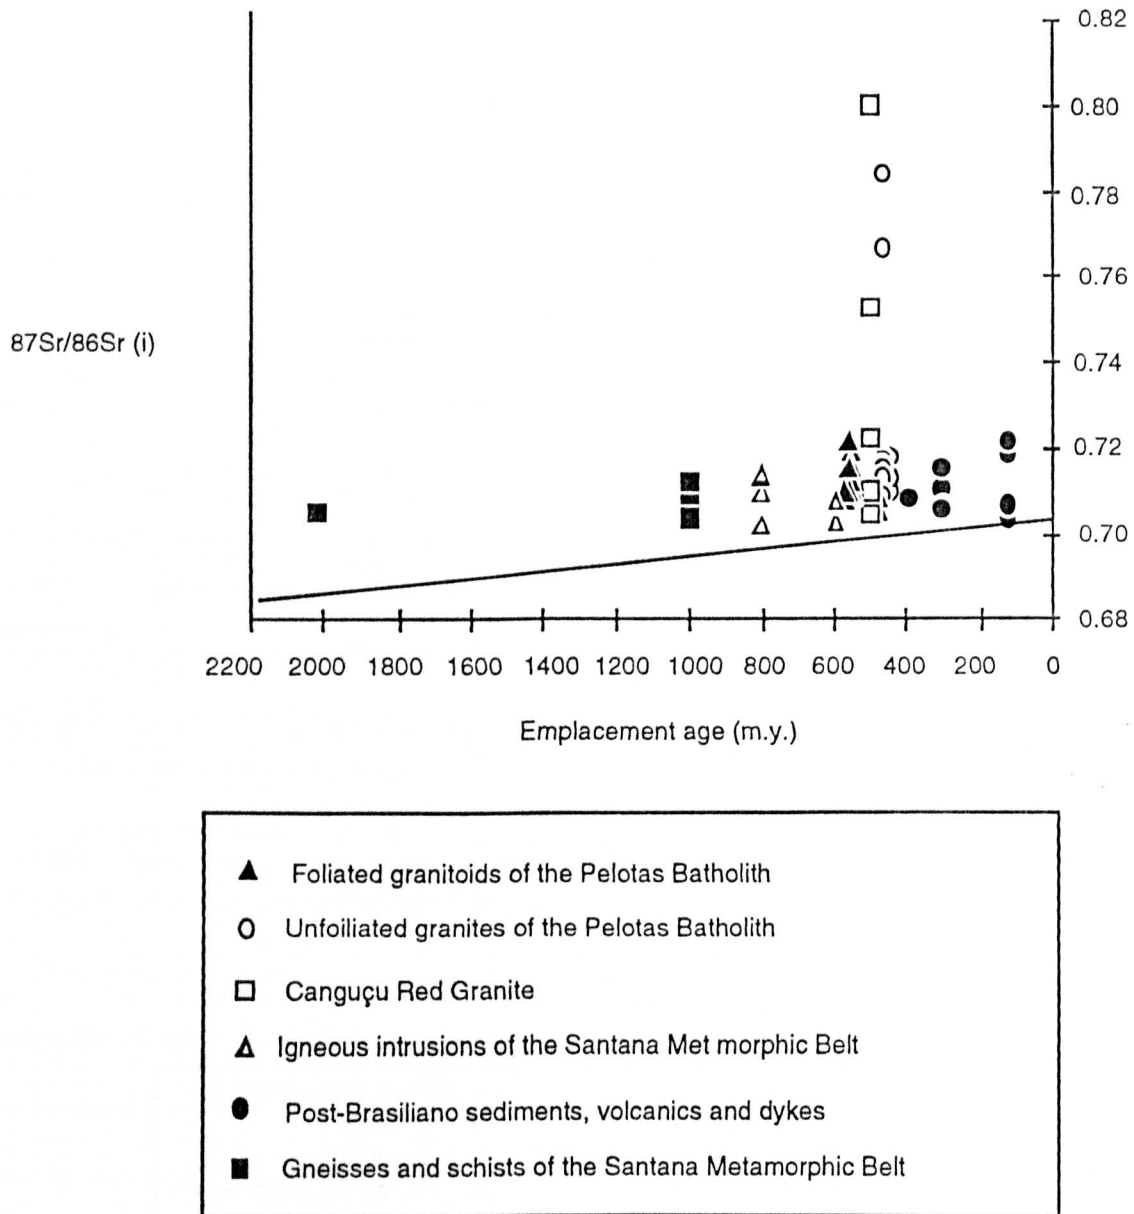 0.82
0.80
0.78
0.76
87Sr/86Sr (i)
0.74
0.72
0.70
0.68
2200 2000 1800 1600 1400 1200 1000 800 600 400 200 0
Emplacement age (m.y.)
Foliated granitoids of the Pelotas Batholith
Unfoiliated granites of the Pelotas Batholith
Canguçu Red Granite
Igneous intrusions of the Santana Met morphic Belt
Post-Brasiliano sediments, volcanics and dykes
Gneisses and schists of the Santana Metamorphic Belt